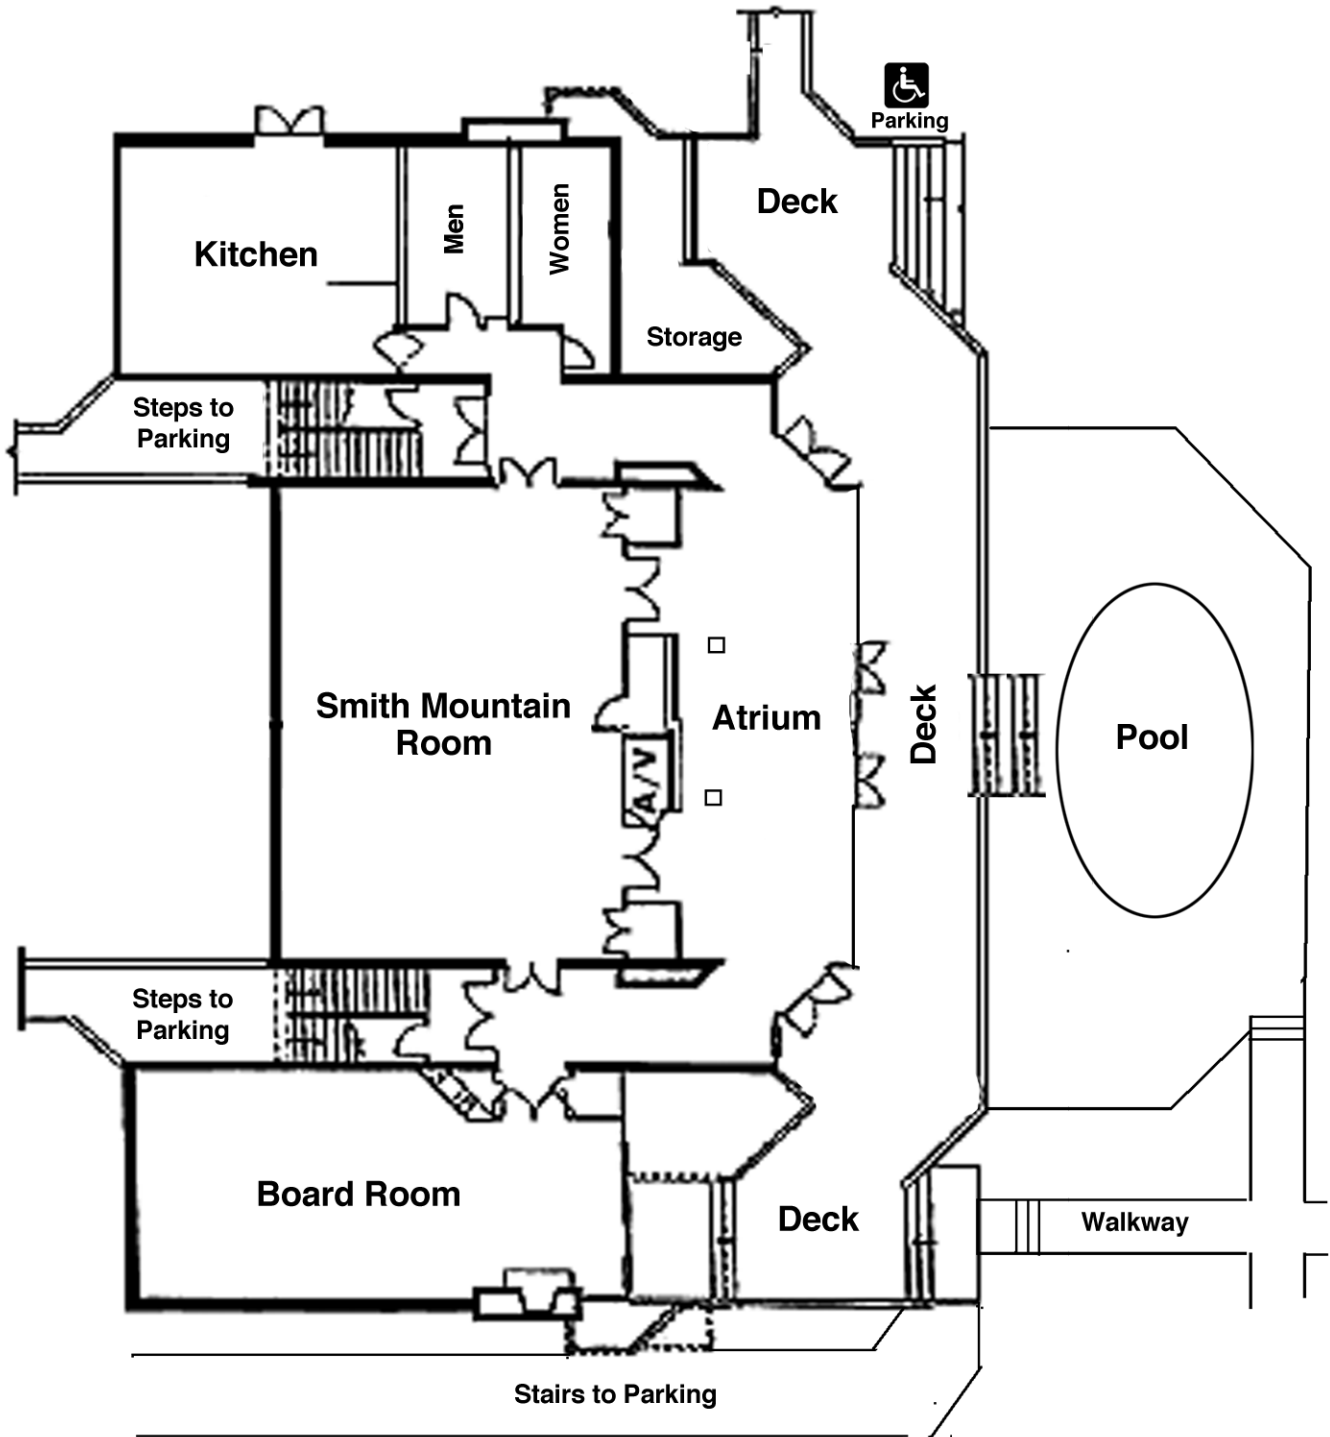 Parking
Deck
Men
Women
Kitchen
Storage
Steps to
Parking
Smith Mountain
Room
Atrium
Deck
Pool
A/V
Steps to
Parking
Board Room
Deck
Walkway
Stairs to Parking